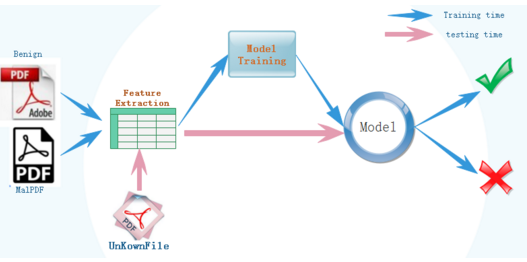 Training time
testing time
Benign
PDF
Adobe
PDF
MalPDF
Feature
Extraction
Model
Training
Model
PDF
UnKownFile